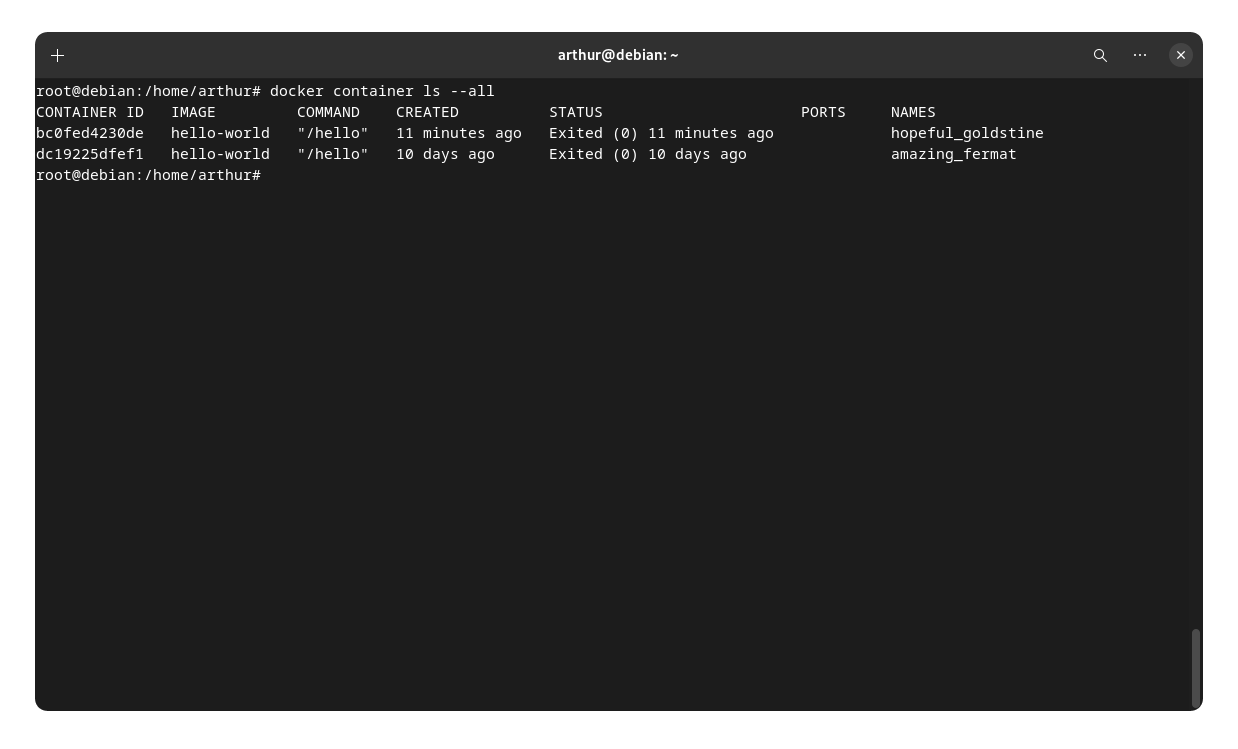 arthur@debian: ~
root@debian:/home/arthur# docker container ls --all
CONTAINER ID   IMAGE         COMMAND    CREATED          STATUS                      PORTS     NAMES
bc0fed4230de   hello-world   "/hello"   11 minutes ago   Exited (0) 11 minutes ago             hopeful_goldstine
dc19225dfef1   hello-world   "/hello"   10 days ago      Exited (0) 10 days ago                amazing_fermat
root@debian:/home/arthur#